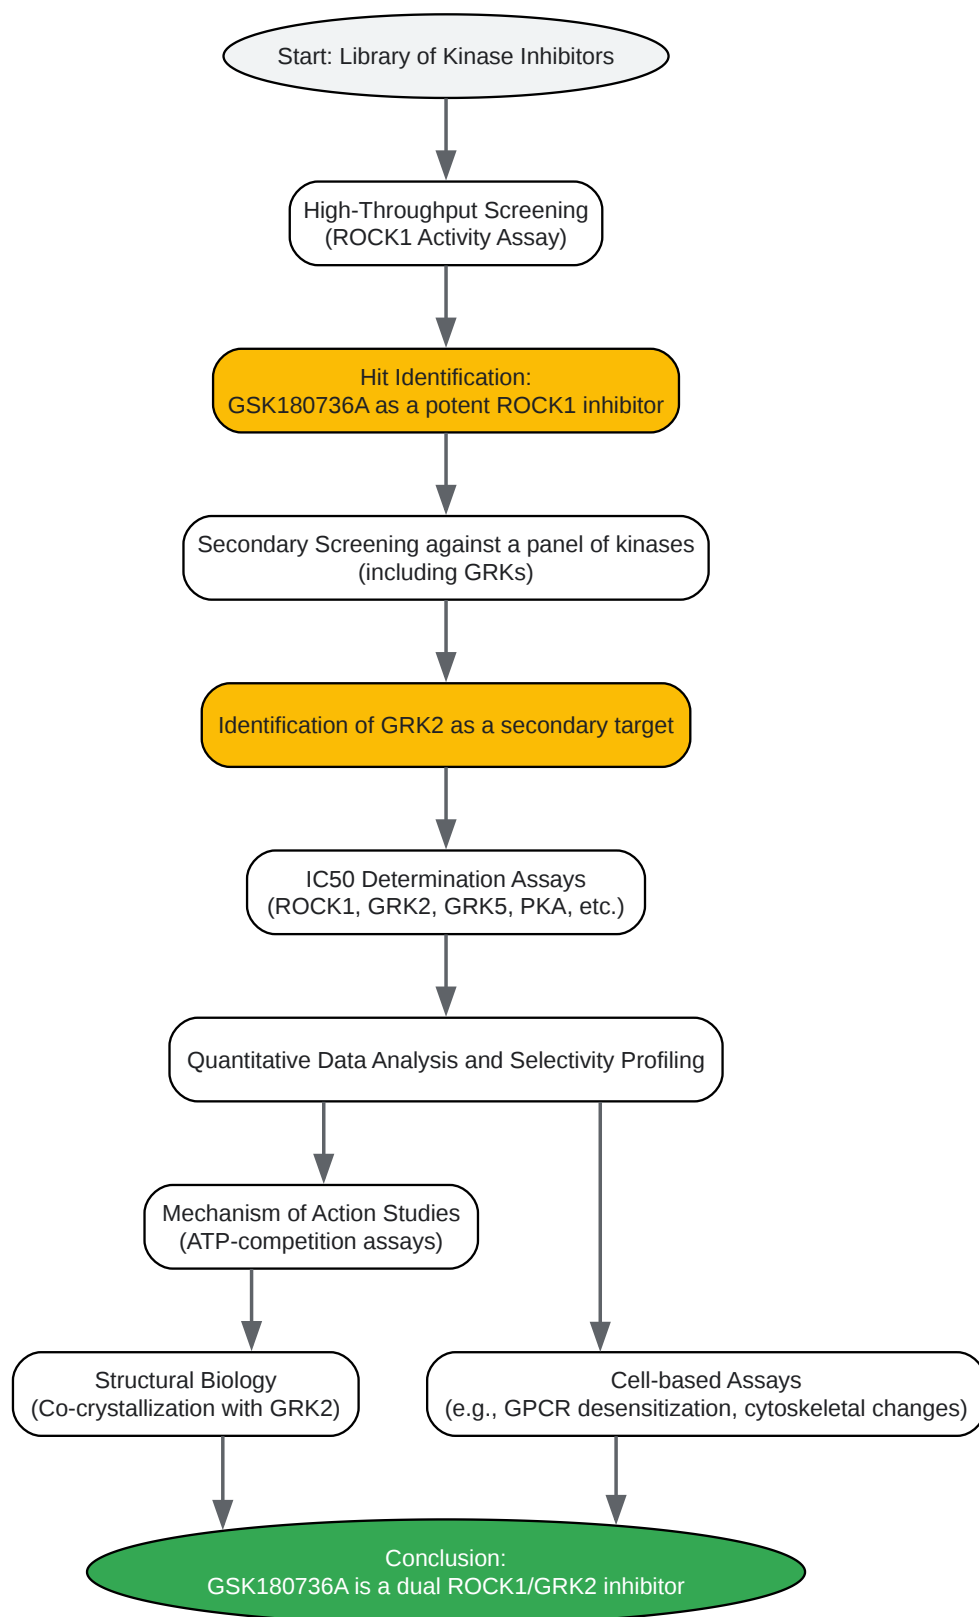 Start: Library of Kinase Inhibitors
High-Throughput Screening
(ROCK1 Activity Assay)
Hit Identification:
GSK180736A as a potent ROCK1 inhibitor
Secondary Screening against a panel of kinases
(including GRKs)
Identification of GRK2 as a secondary target
IC50 Determination Assays
(ROCK1, GRK2, GRK5, PKA, etc.)
Quantitative Data Analysis and Selectivity Profiling
Mechanism of Action Studies
(ATP-competition assays)
Structural Biology
(Co-crystallization with GRK2)
Cell-based Assays
(e.g., GPCR desensitization, cytoskeletal changes)
Conclusion:
GSK180736A is a dual ROCK1/GRK2 inhibitor